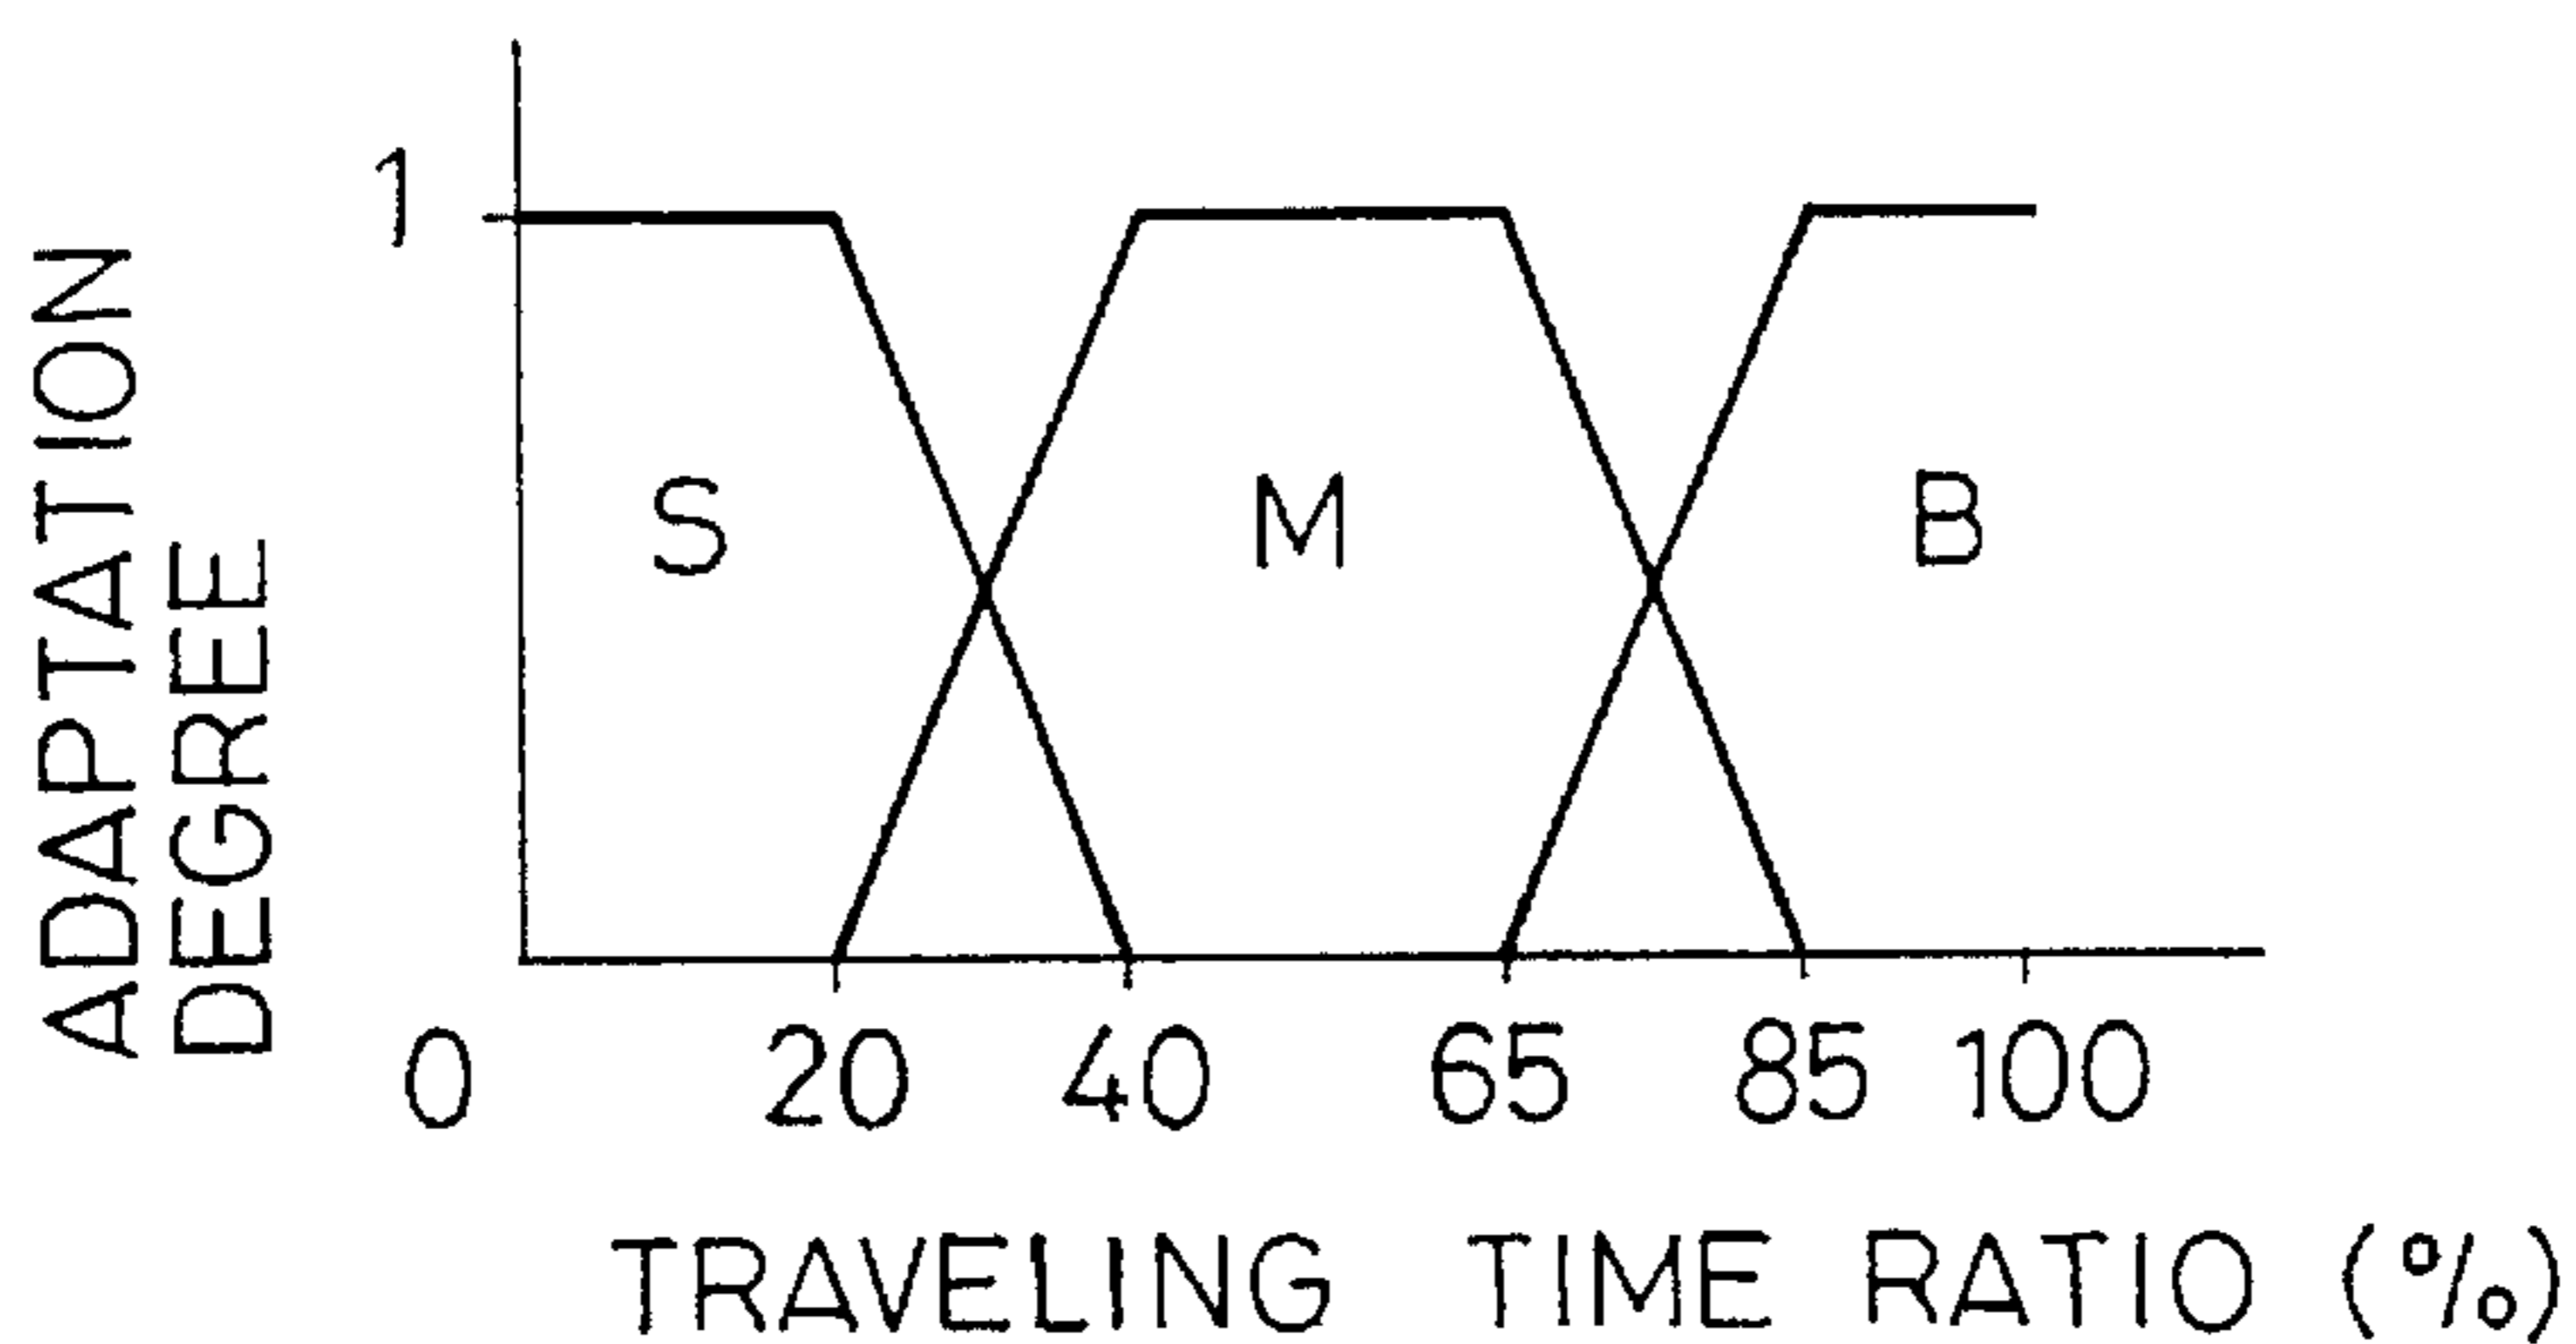 1
ADAPTATION
DEGREE
S M B
0 20 40 65 85 100
TRAVELING TIME RATIO (%)